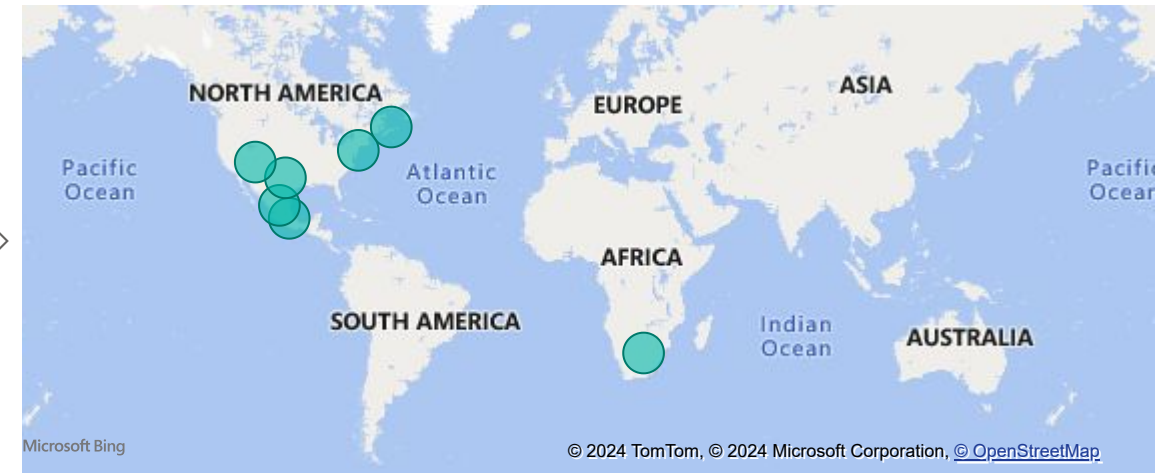 NORTH AMERICA
EUROPE
ASIA
Pacific
Ocean
Atlantic
Ocean
Pacific
Ocean
AFRICA
SOUTH AMERICA
Indian
Ocean
AUSTRALIA
Microsoft Bing
© 2024 TomTom, © 2024 Microsoft Corporation, © OpenStreetMap